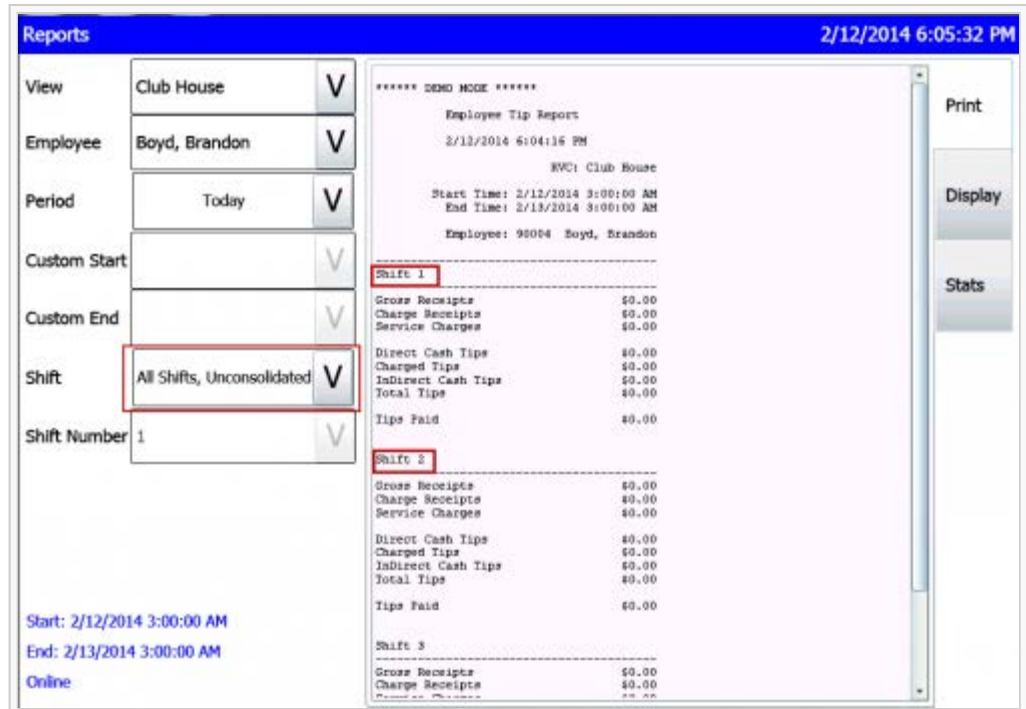 Reports 2/12/2014 6:05:32 PM
View Club House V
Employee Boyd, Brandon V
Period Today V
Custom Start V
Custom End V
Shift All Shifts, Unconsolidated V
Shift Number 1 V
Start: 2/12/2014 3:00:00 AM
End: 2/13/2014 3:00:00 AM
Online
****** DEMO MODE ******
Employee Tip Report
2/12/2014 6:04:16 PM
RVC: Club House
Start Time: 2/12/2014 3:00:00 AM
End Time: 2/13/2014 3:00:00 AM
Employee: 90004 Boyd, Brandon
Shift 1
Gross Receipts $0.00
Charge Receipts $0.00
Service Charges $0.00
Direct Cash Tips $0.00
Charged Tips $0.00
InDirect Cash Tips $0.00
Total Tips $0.00
Tips Paid $0.00
Shift 2
Gross Receipts $0.00
Charge Receipts $0.00
Service Charges $0.00
Direct Cash Tips $0.00
Charged Tips $0.00
InDirect Cash Tips $0.00
Total Tips $0.00
Tips Paid $0.00
Shift 3
Gross Receipts $0.00
Charge Receipts $0.00
Print
Display
Stats